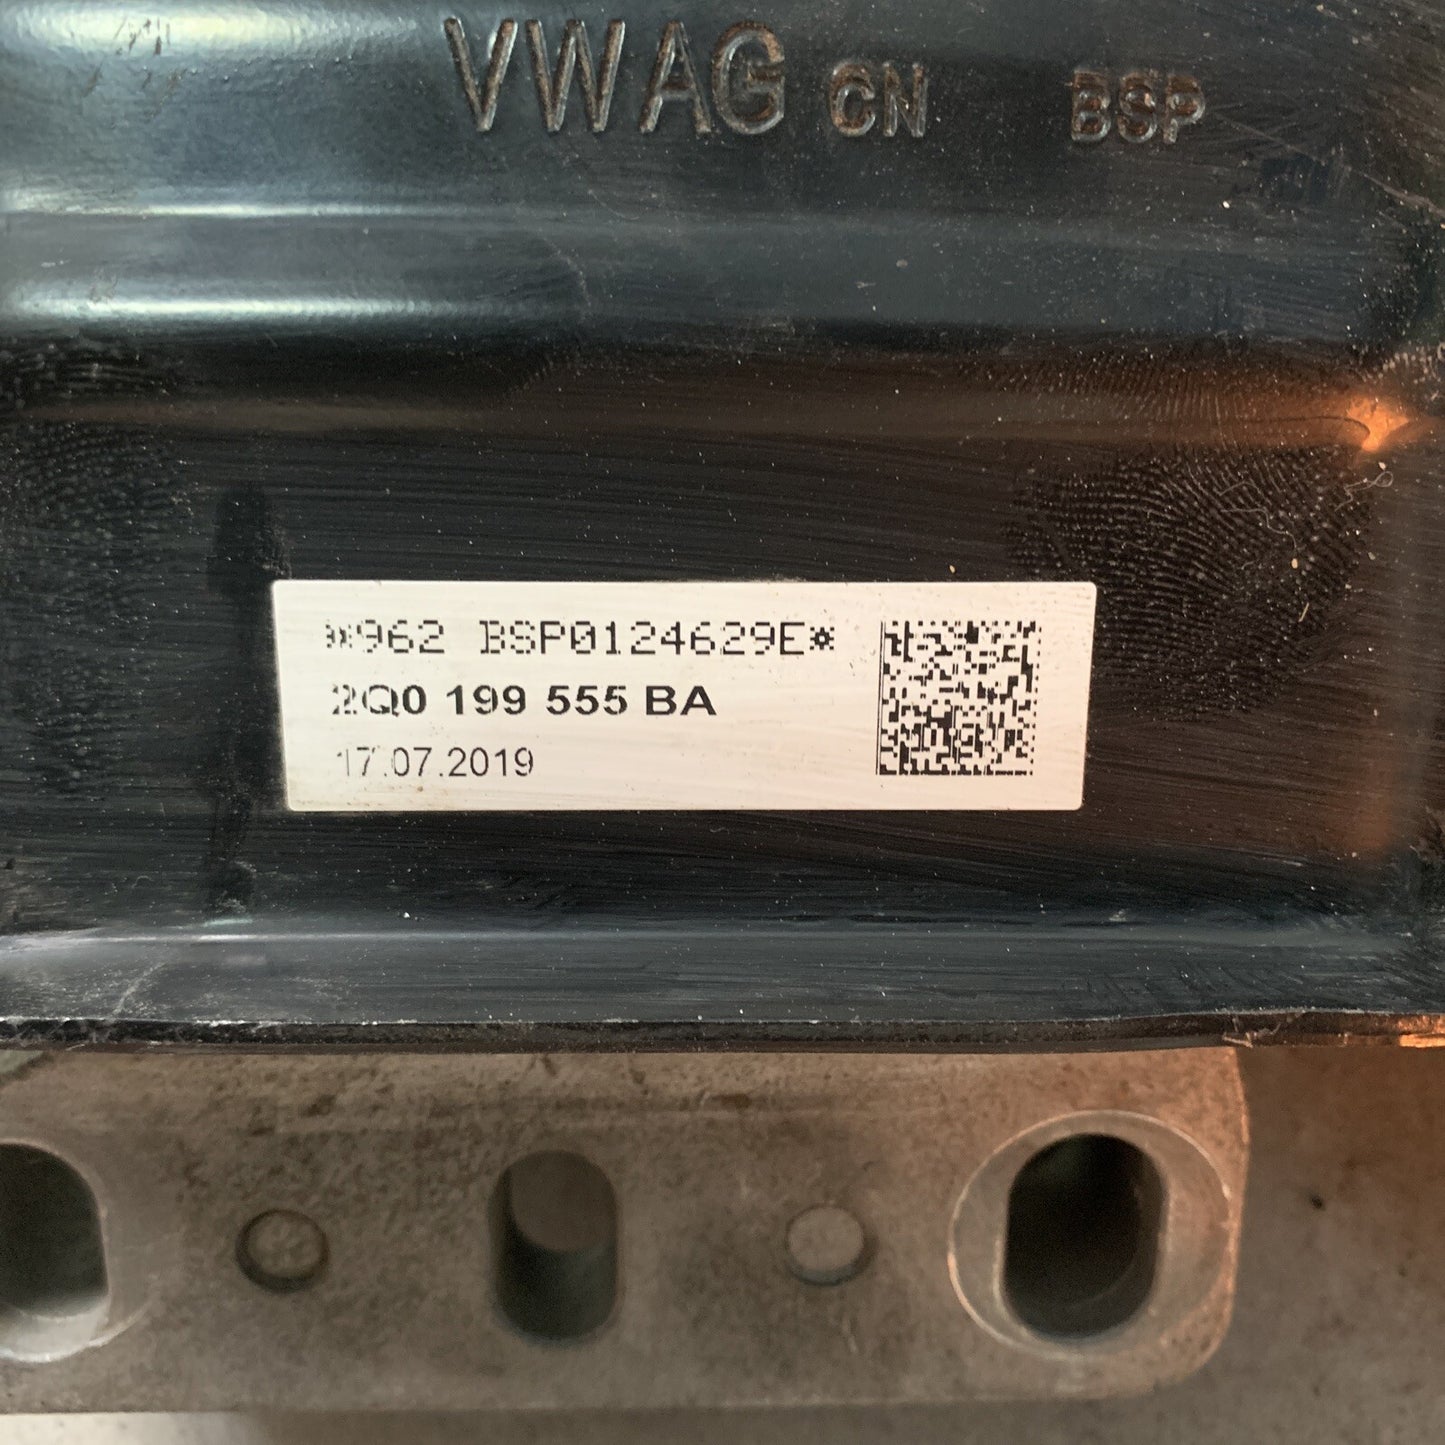 VWAG CN BSP
*962 BSP0124629E*
2Q0 199 555 BA
17.07.2019